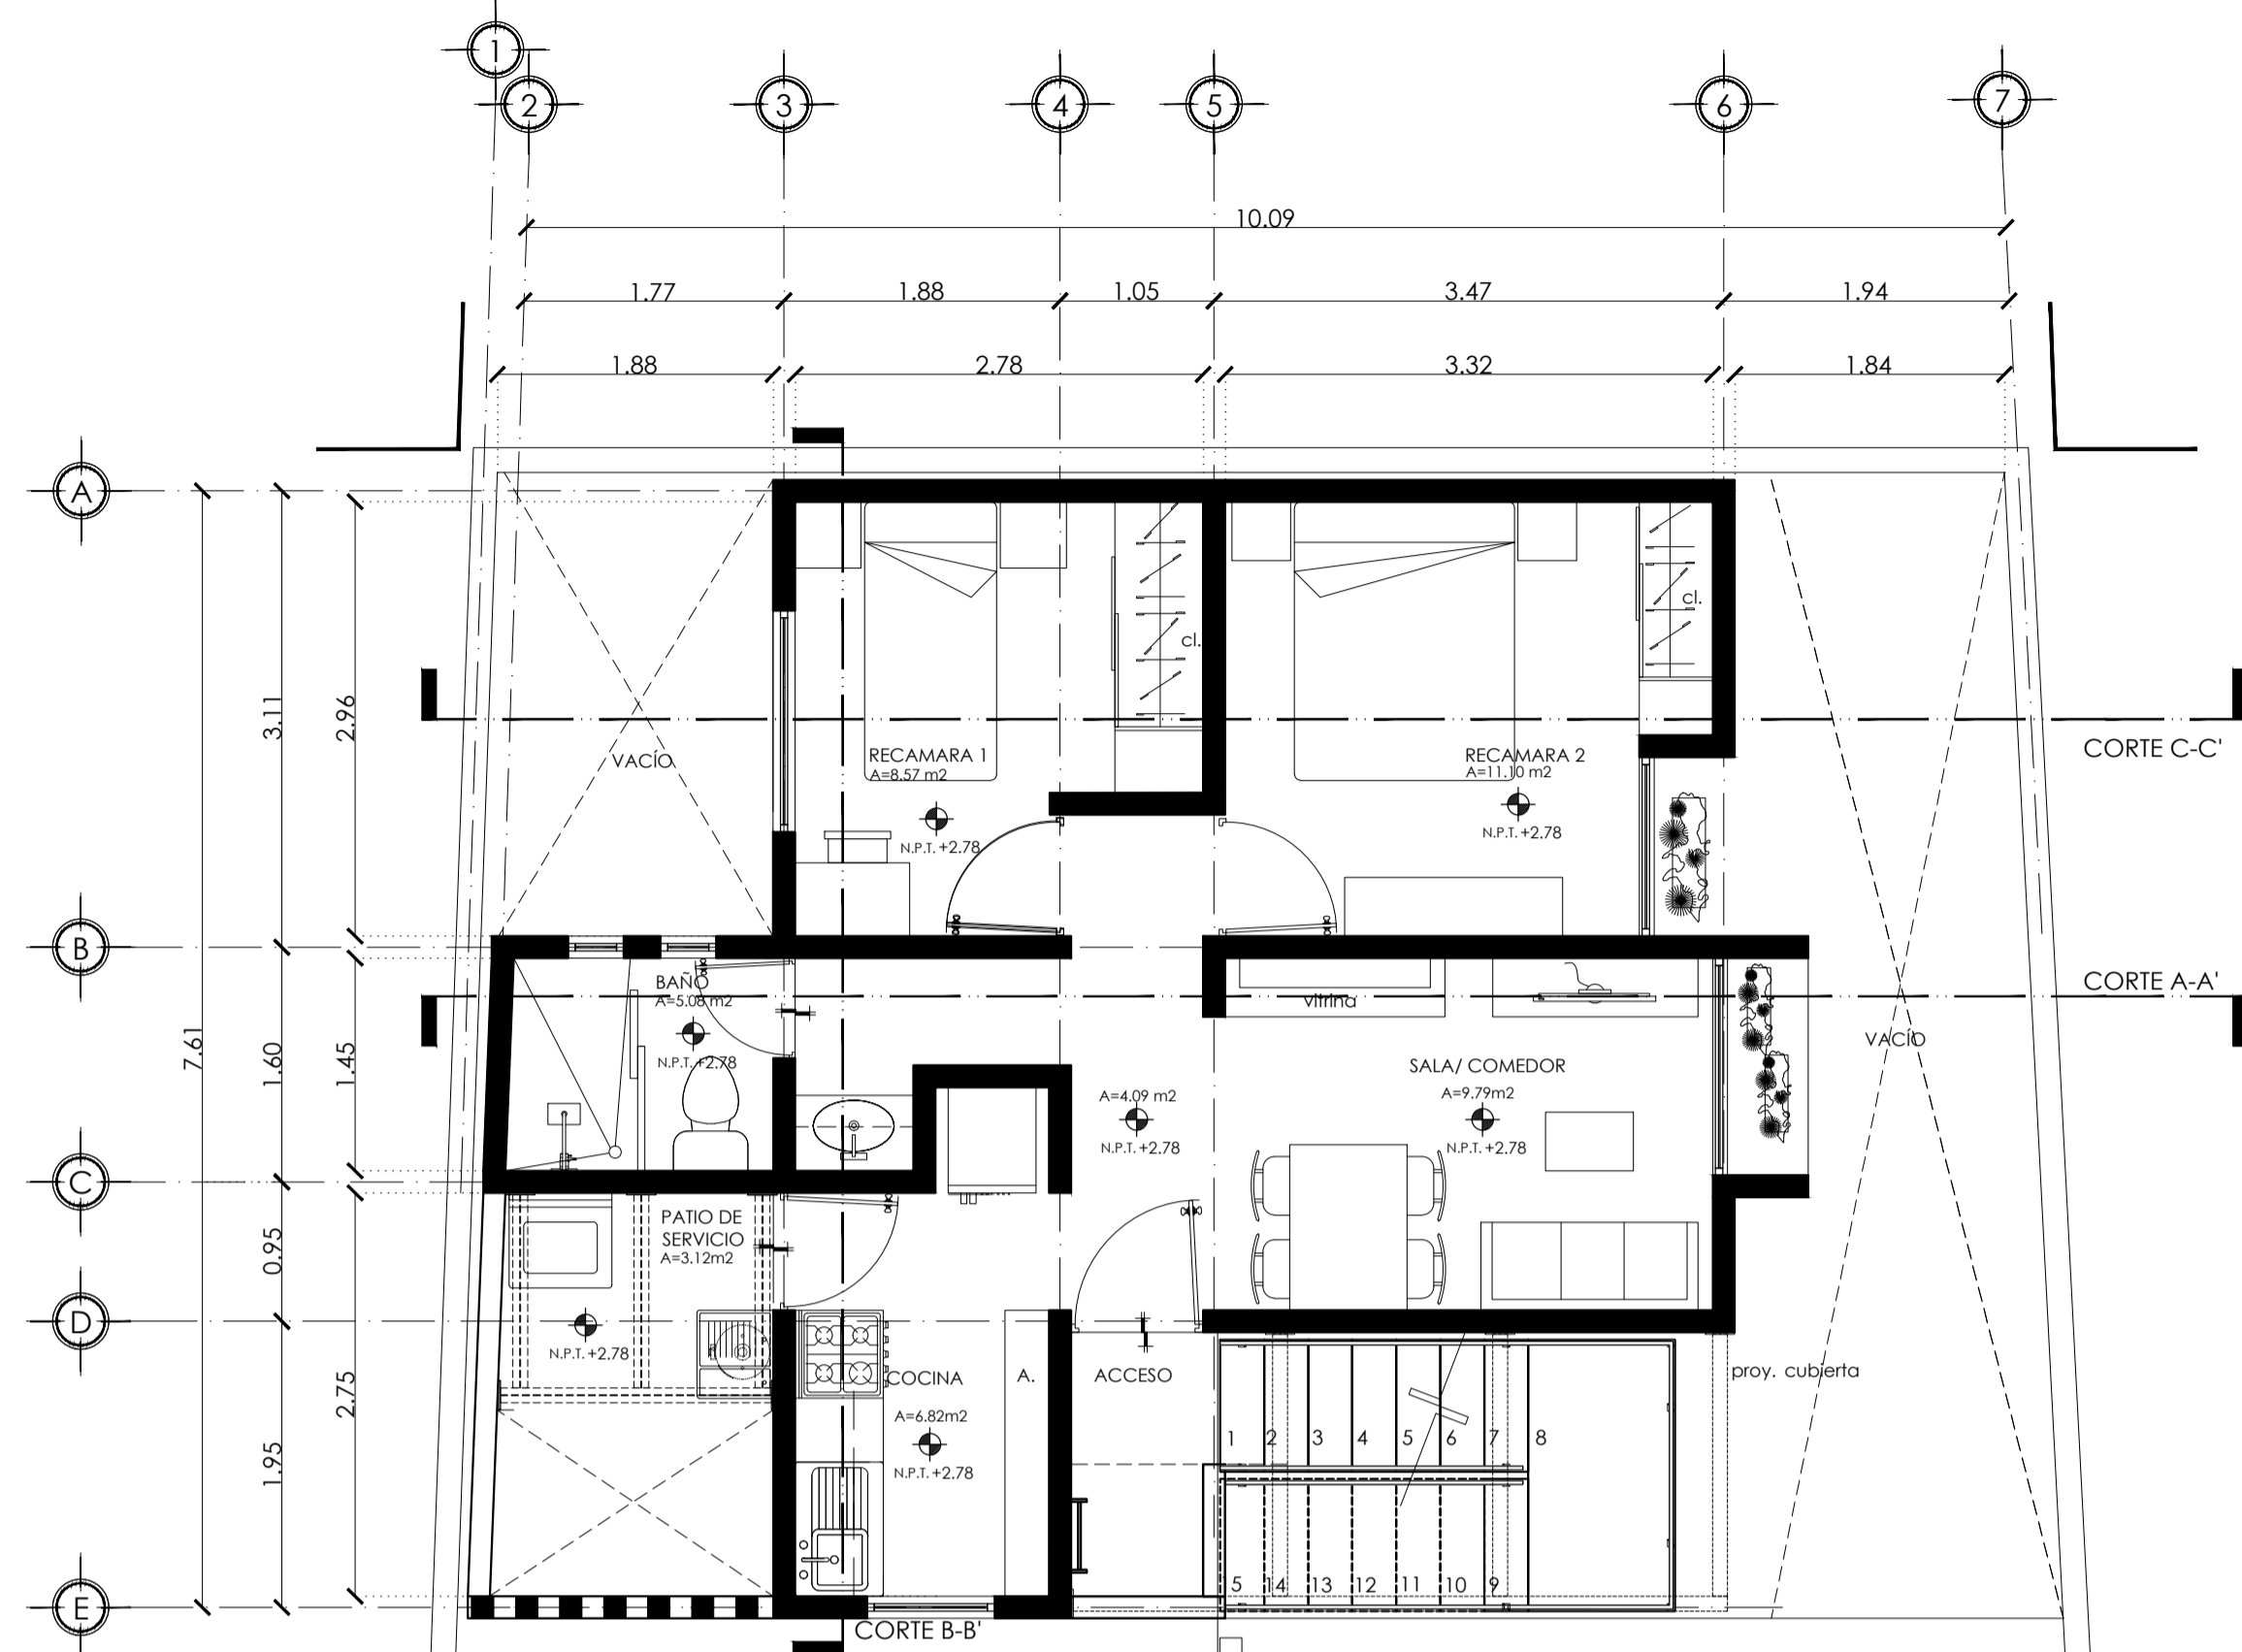 1
2
3
4
5
6
7
10.09
1.77
1.88
1.05
3.47
1.94
1.88
2.78
3.32
1.84
A
B
C
D
E
7.61
3.11
1.60
0.95
1.95
2.96
1.45
2.75
cl.
cl.
VACÍO
RECAMARA 1
A=8.57 m2
N.P.T. +2.78
RECAMARA 2
A=11.10 m2
N.P.T. +2.78
CORTE C-C'
CORTE A-A'
BAÑO
A=5.08 m2
N.P.T. +2.78
vitrina
VACÍO
SALA/ COMEDOR
A=9.79m2
N.P.T. +2.78
A=4.09 m2
N.P.T. +2.78
PATIO DE
SERVICIO
A=3.12m2
N.P.T. +2.78
COCINA
A=6.82m2
N.P.T. +2.78
A.
ACCESO
proy. cubierta
1 2 3 4 5 6 7 8
5 14 13 12 11 10 9
CORTE B-B'